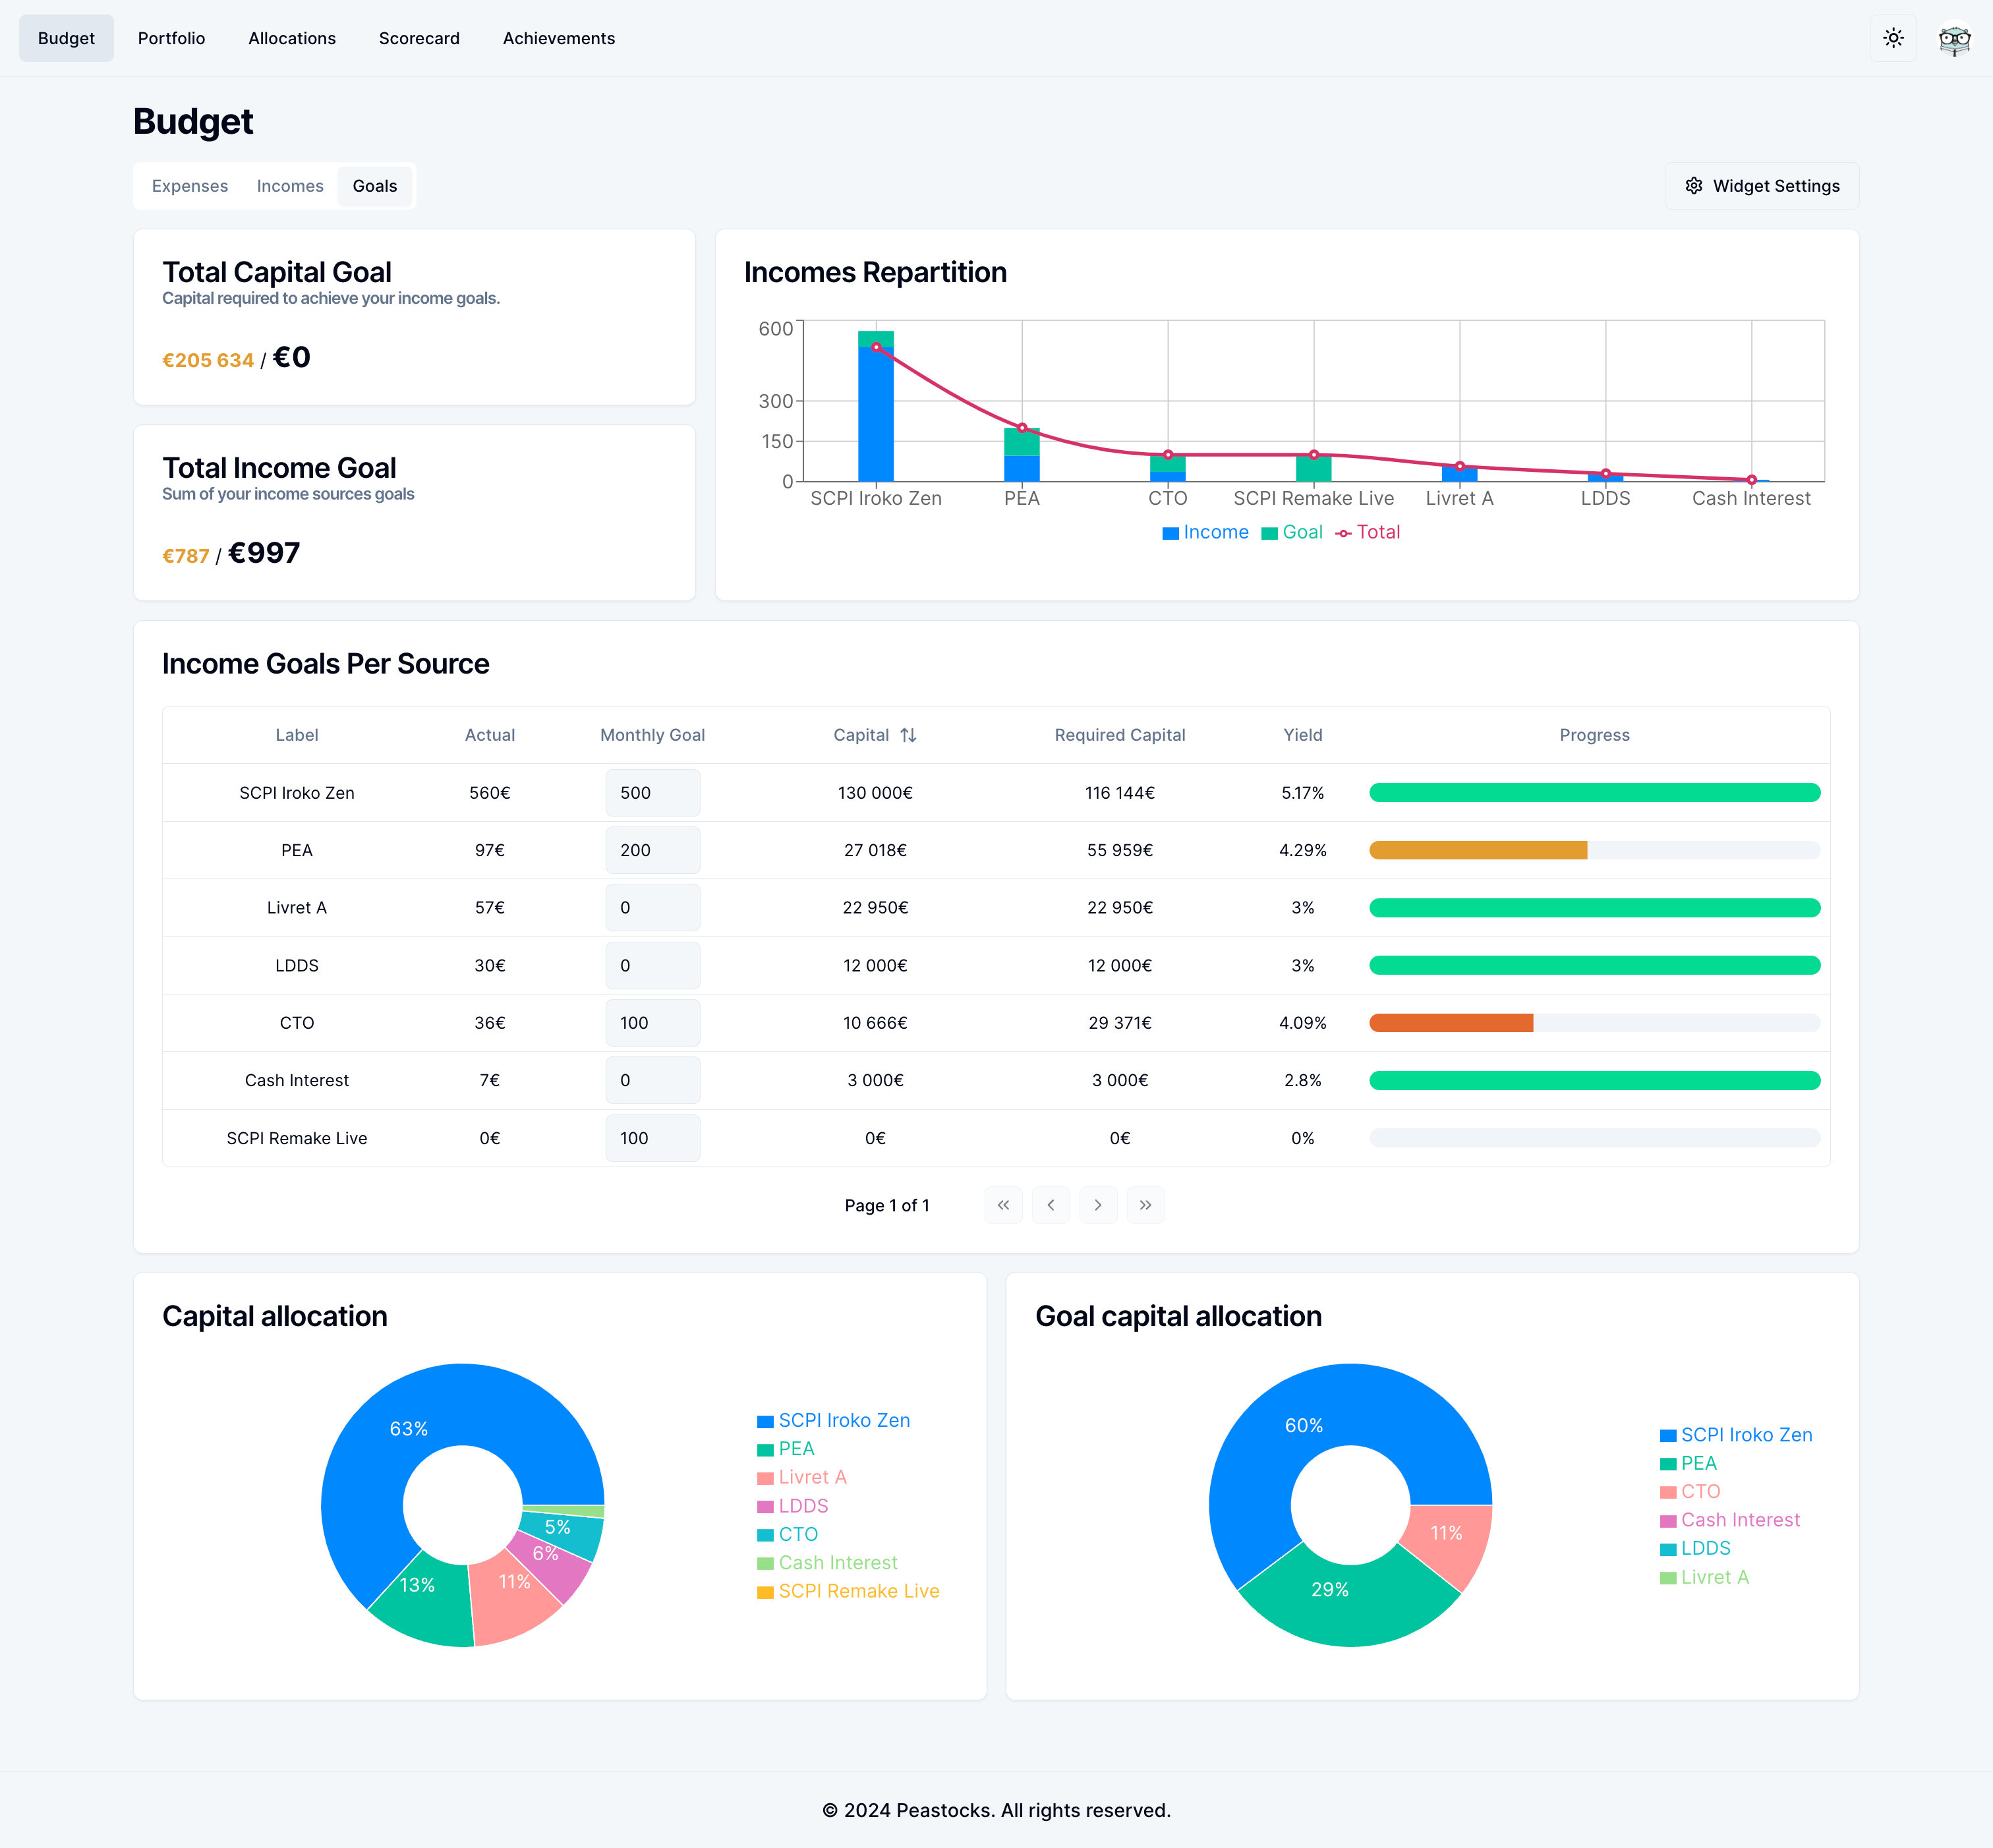 Budget Portfolio Allocations Scorecard Achievements
Budget
Expenses Incomes Goals
Widget Settings
Total Capital Goal
Capital required to achieve your income goals.
€205 634 / €0
Total Income Goal
Sum of your income sources goals
€787 / €997
Incomes Repartition
600
300
150
0
SCPI Iroko Zen PEA CTO SCPI Remake Live Livret A LDDS Cash Interest
Income Goal Total
Income Goals Per Source
Label Actual Monthly Goal Capital Required Capital Yield Progress
SCPI Iroko Zen 560€ 500 130 000€ 116 144€ 5.17%
PEA 97€ 200 27 018€ 55 959€ 4.29%
Livret A 57€ 0 22 950€ 22 950€ 3%
LDDS 30€ 0 12 000€ 12 000€ 3%
CTO 36€ 100 10 666€ 29 371€ 4.09%
Cash Interest 7€ 0 3 000€ 3 000€ 2.8%
SCPI Remake Live 0€ 100 0€ 0€ 0%
Page 1 of 1
Capital allocation
63%
5%
6%
11%
13%
SCPI Iroko Zen
PEA
Livret A
LDDS
CTO
Cash Interest
SCPI Remake Live
Goal capital allocation
60%
11%
29%
SCPI Iroko Zen
PEA
CTO
Cash Interest
LDDS
Livret A
© 2024 Peastocks. All rights reserved.